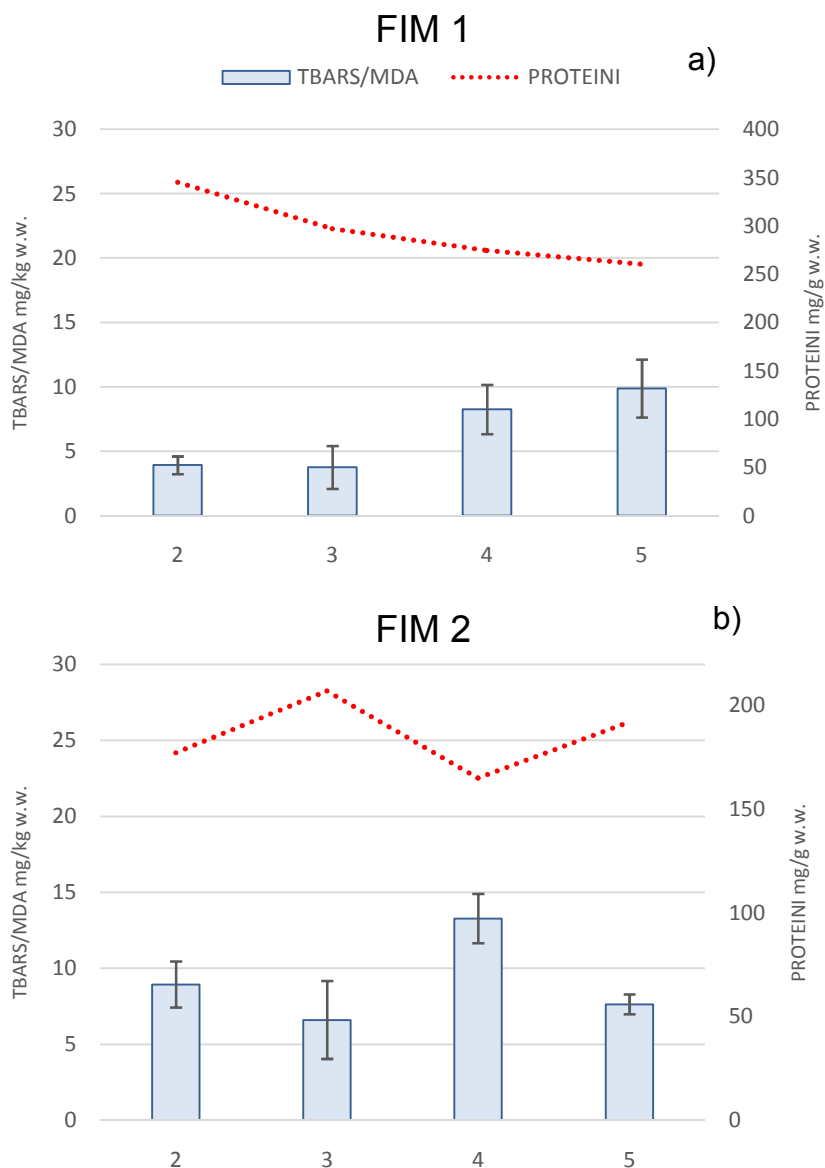 FIM 1
a)
TBARS/MDA PROTEINI
30 400
25 350
20 300
15 250
10 200
5 150
0 100
50
0
TBARS/MDA mg/kg w.w.
PROTEINI mg/g w.w.
2 3 4 5
FIM 2
b)
30
25 200
20 150
15 100
10 50
5 0
0
TBARS/MDA mg/kg w.w.
PROTEINI mg/g w.w.
2 3 4 5